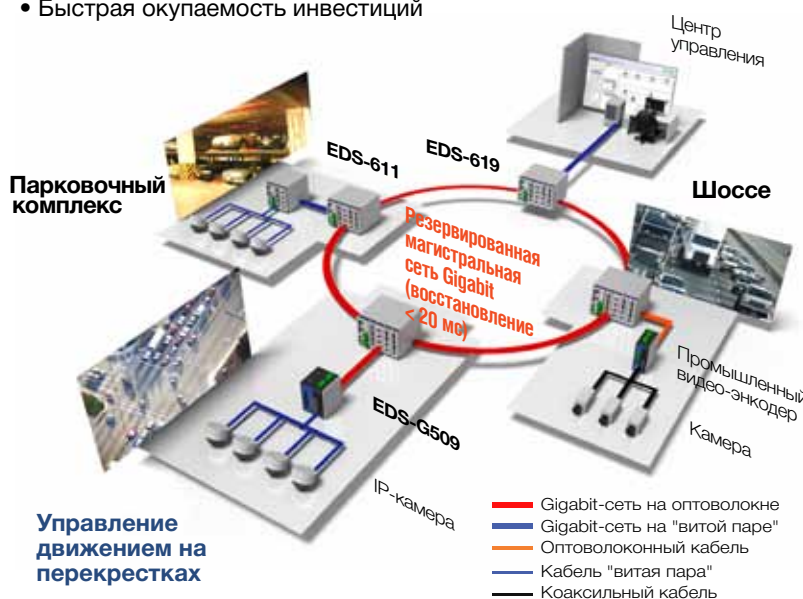 • Быстрая окупаемость инвестиций
Центр
управления
EDS-611
EDS-619
Парковочный
комплекс
Шоссе
Резервированная
магистральная
сеть Gigabit
(восстановление
< 20 мс)
Промышленный
видео-энкодер
Камера
EDS-G509
IP-камера
Управление
движением на
перекрестках
Gigabit-сеть на оптоволокне
Gigabit-сеть на "витой паре"
Оптоволоконный кабель
Кабель "витая пара"
Коаксильный кабель